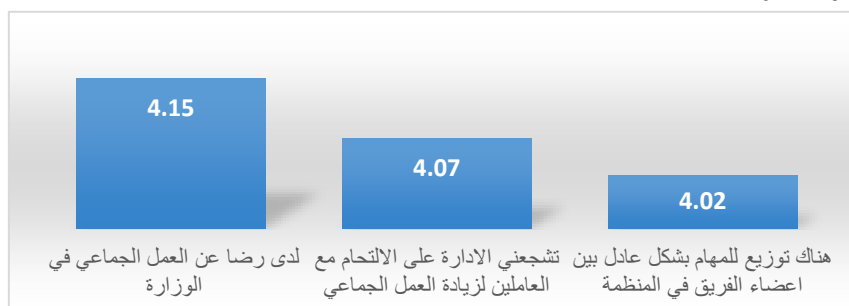 4.15
4.07
4.02
هناك توزيع للمهام بشكل عادل بين
اعضاء الفريق في المنظمة
تشجعني الادارة على الالتحام مع
العاملين لزيادة العمل الجماعي
لدى رضا عن العمل الجماعي في
الوزارة